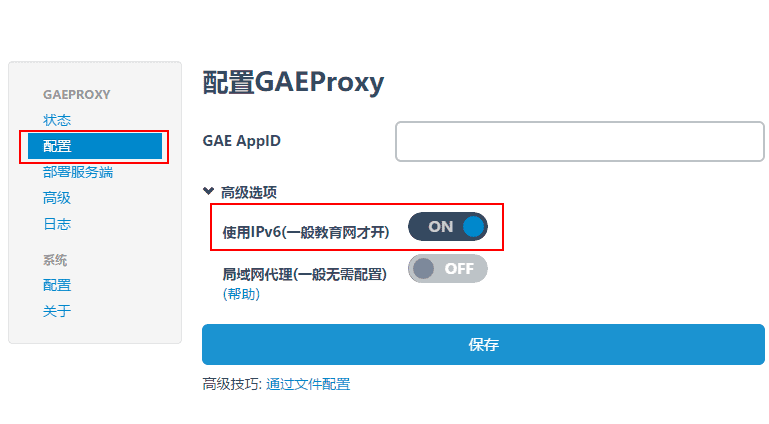 GAEPROXY
状态
配置
部署服务端
高级
日志
系统
配置
关于
配置GAEProxy
GAE AppID
高级选项
使用IPv6(一般教育网才开)
ON
局域网代理(一般无需配置)
OFF
(帮助)
保存
高级技巧: 通过文件配置